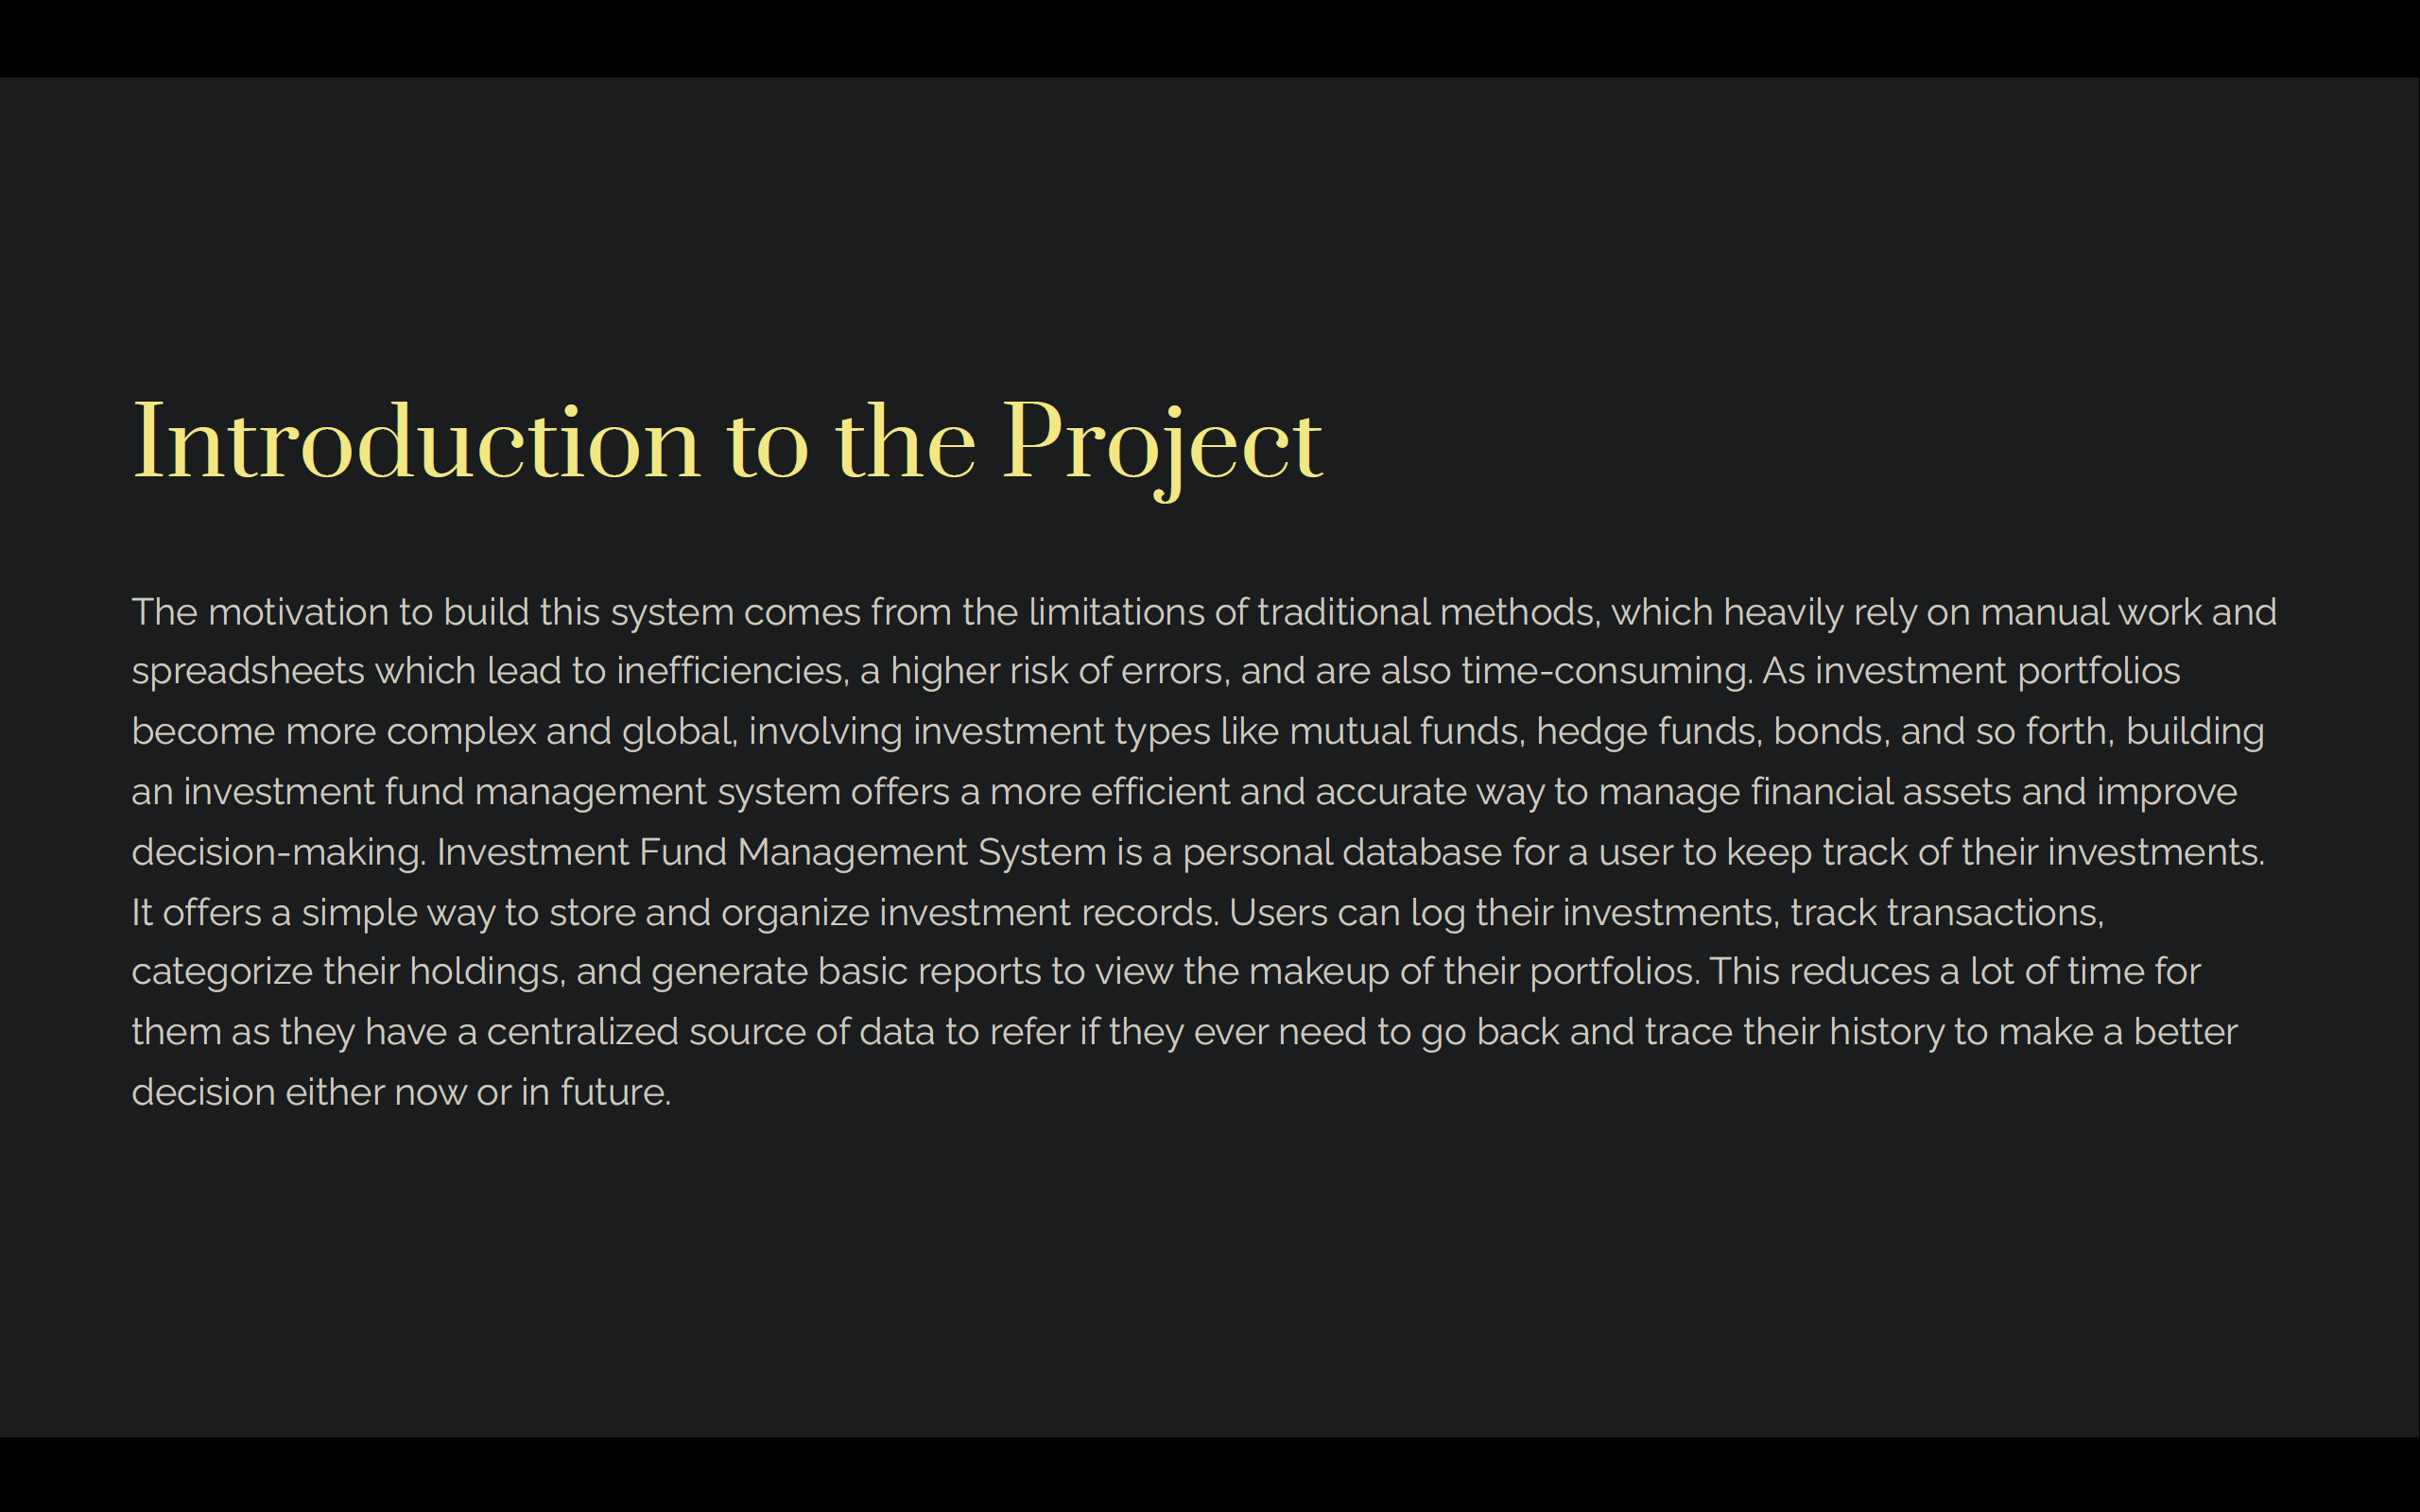 Introduction to the Project
The motivation to build this system comes from the limitations of traditional methods, which heavily rely on manual work and
spreadsheets which lead to inefficiencies, a higher risk of errors, and are also time-consuming. As investment portfolios
become more complex and global, involving investment types like mutual funds, hedge funds, bonds, and so forth, building
an investment fund management system offers a more efficient and accurate way to manage financial assets and improve
decision-making. Investment Fund Management System is a personal database for a user to keep track of their investments.
It offers a simple way to store and organize investment records. Users can log their investments, track transactions,
categorize their holdings, and generate basic reports to view the makeup of their portfolios. This reduces a lot of time for
them as they have a centralized source of data to refer if they ever need to go back and trace their history to make a better
decision either now or in future.